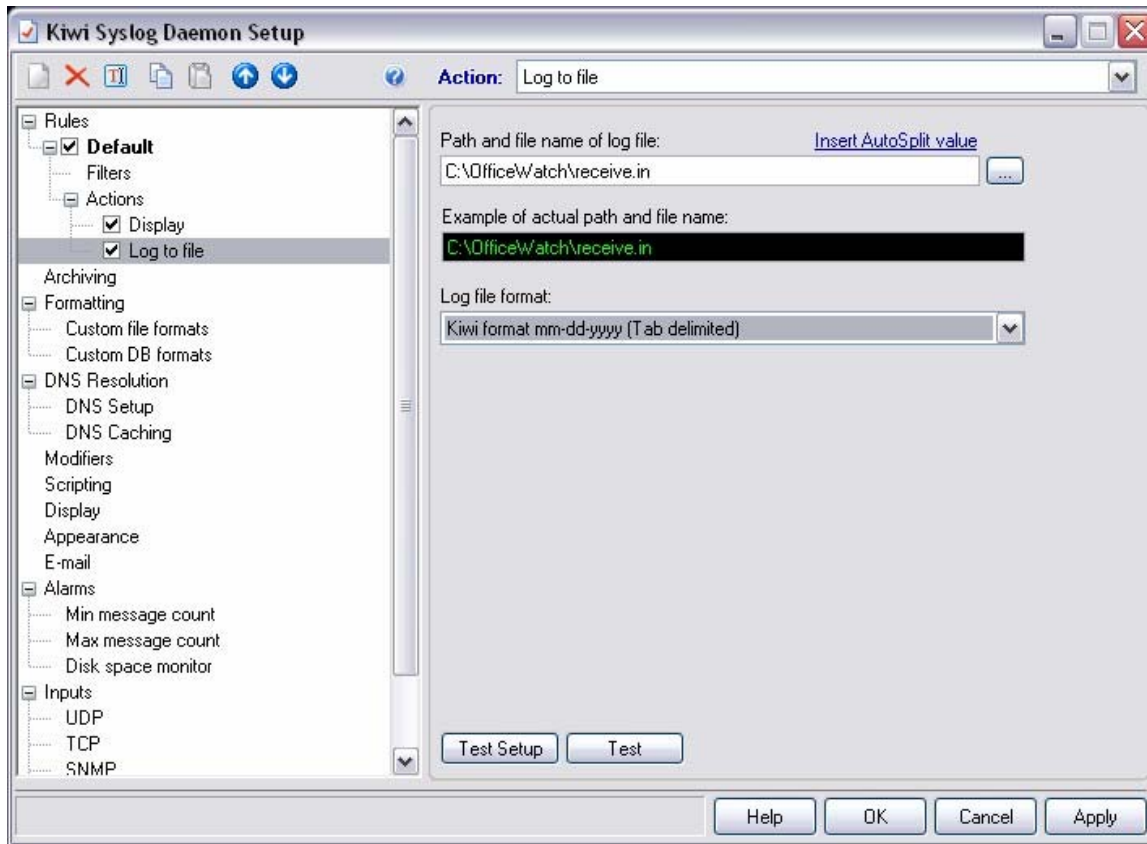 Kiwi Syslog Daemon Setup
Action: Log to file
Rules
Default
Filters
Actions
Display
Log to file
Archiving
Formatting
Custom file formats
Custom DB formats
DNS Resolution
DNS Setup
DNS Caching
Modifiers
Scripting
Display
Appearance
E-mail
Alarms
Min message count
Max message count
Disk space monitor
Inputs
UDP
TCP
SNMP
Path and file name of log file: Insert AutoSplit value
C:\OfficeWatch\receive.in ...
Example of actual path and file name:
C:\OfficeWatch\receive.in
Log file format:
Kiwi format mm-dd-yyyy (Tab delimited)
Test Setup Test
Help OK Cancel Apply